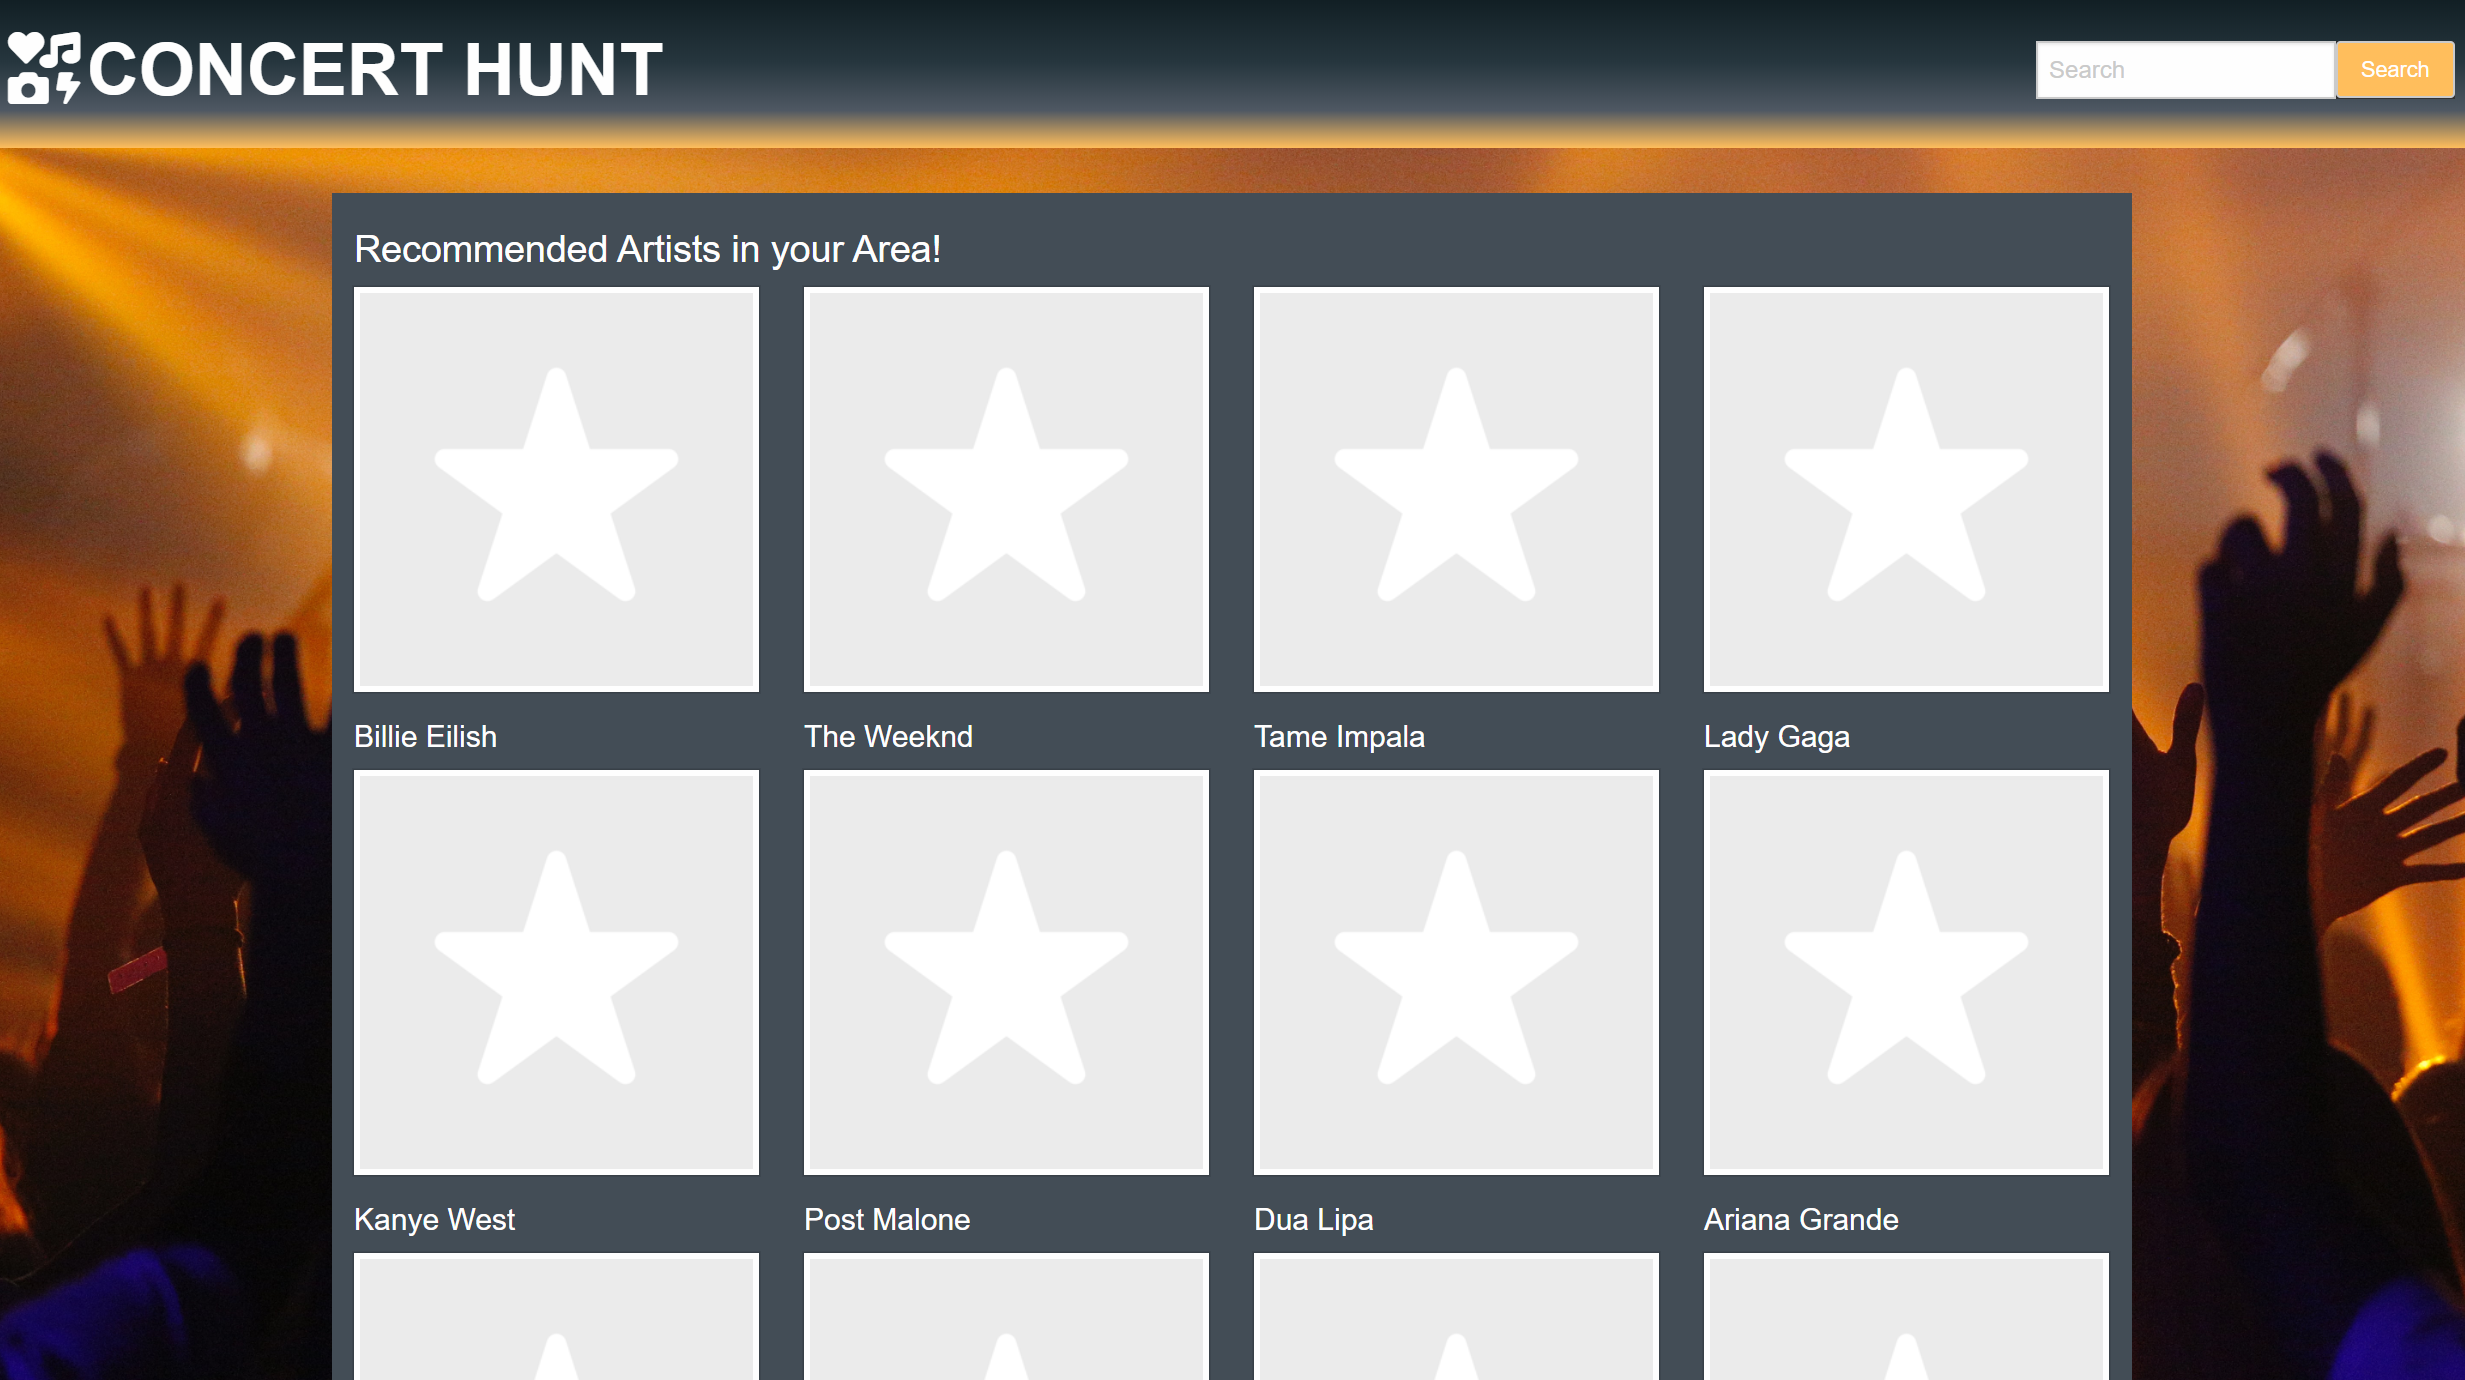 CONCERT HUNT
Search Search
Recommended Artists in your Area!
Billie Eilish The Weeknd Tame Impala Lady Gaga
Kanye West Post Malone Dua Lipa Ariana Grande